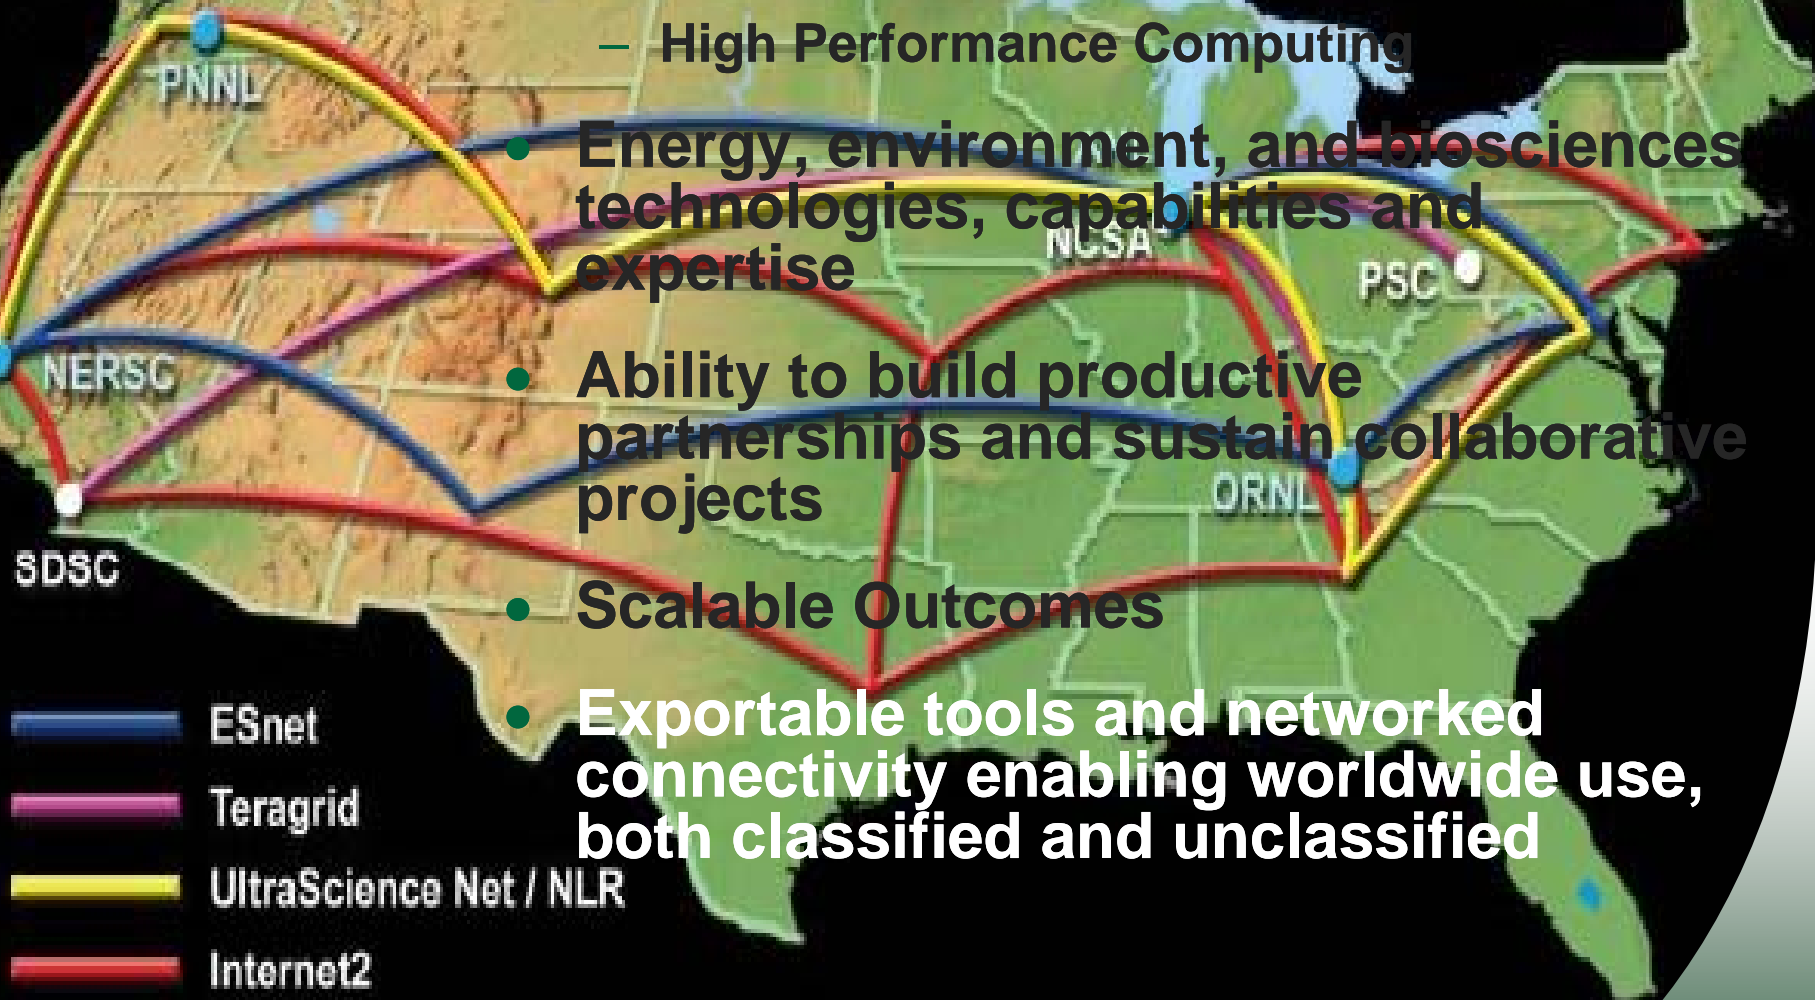 – High Performance Computing
PNNL
• Energy, environment, and biosciences
technologies, capabilities and
expertise
NCSA
PSC
NERSC
• Ability to build productive
partnerships and sustain collaborative
projects
ORNL
SDSC
• Scalable Outcomes
• Exportable tools and networked
connectivity enabling worldwide use,
both classified and unclassified
ESnet
Teragrid
UltraScience Net / NLR
Internet2